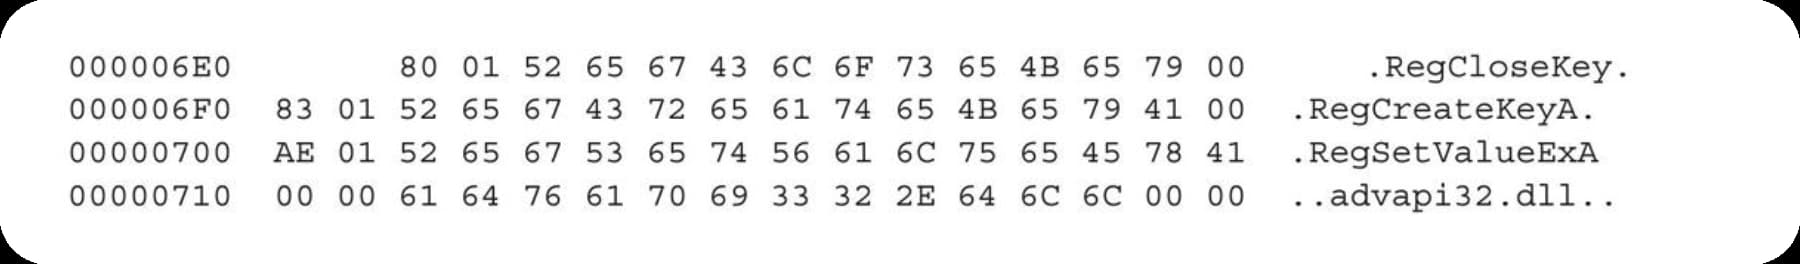 000006E0 80 01 52 65 67 43 6C 6F 73 65 4B 65 79 00 .RegCloseKey.
000006F0 83 01 52 65 67 43 72 65 61 74 65 4B 65 79 41 00 .RegCreateKeyA.
00000700 AE 01 52 65 67 53 65 74 56 61 6C 75 65 45 78 41 .RegSetValueExA
00000710 00 00 61 64 76 61 70 69 33 32 2E 64 6C 6C 00 00 ..advapi32.dll..